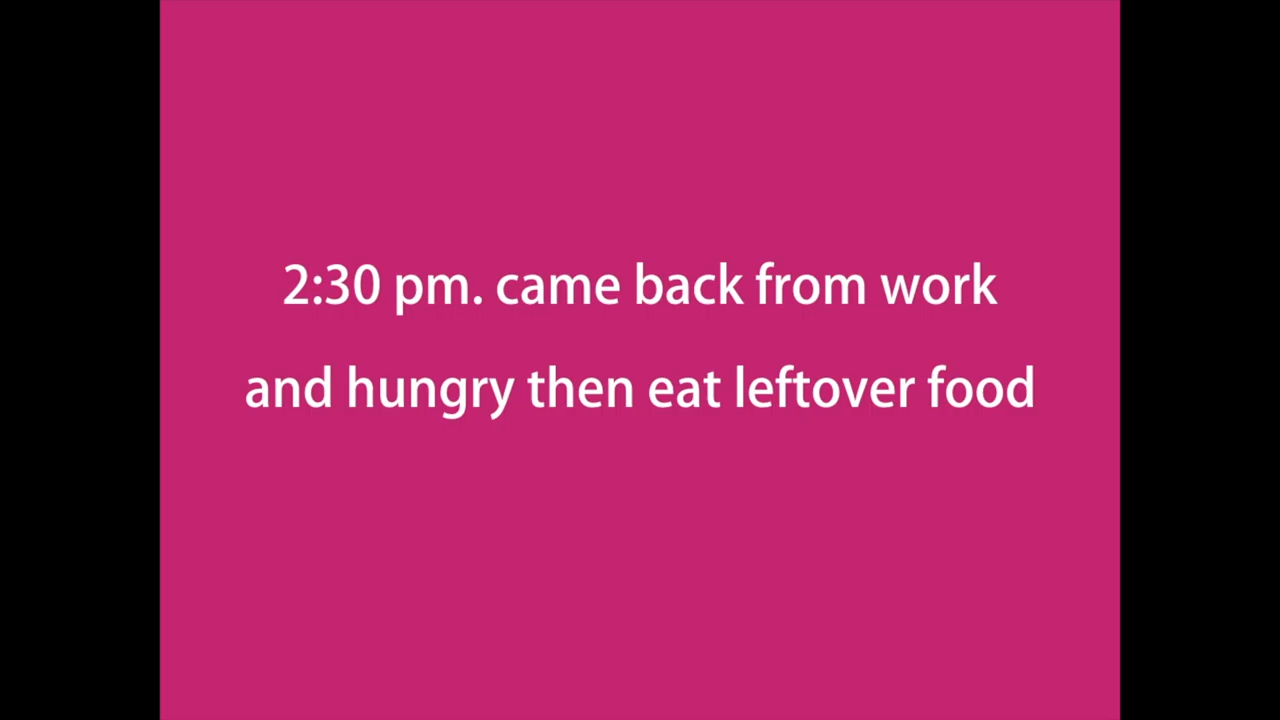 2:30 pm. came back from work
and hungry then eat leftover food